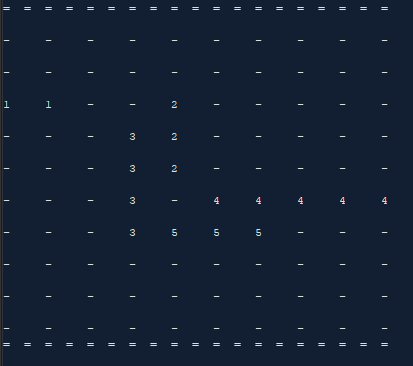 = = = = = = = = = = = = = = = = = = =
- - - - - - - - - -
- - - - - - - - - -
1 1 - - 2 - - - - -
- - - 3 2 - - - - -
- - - 3 2 - - - - -
- - - 3 - 4 4 4 4 4
- - - 3 5 5 5 - - -
- - - - - - - - - -
- - - - - - - - - -
- - - - - - - - - -
= = = = = = = = = = = = = = = = = = =